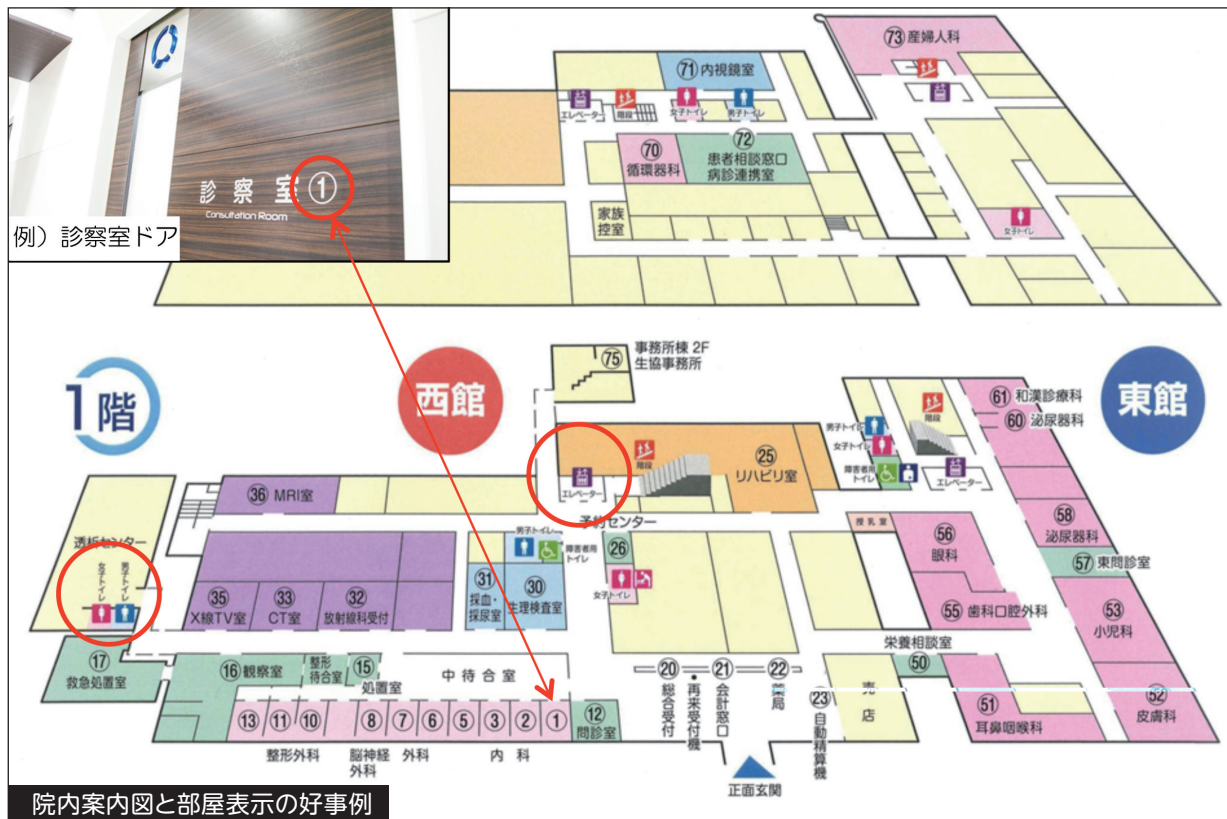 診察室①
Consultation Room
例）診察室ドア
73 産婦人科
71 内視鏡室
エレベーター
階段
女子トイレ
男子トイレ
70 循環器科
72 患者相談窓口
病診連携室
家族
控室
女子トイレ
1階
西館
東館
75
事務所棟 2F
生協事務所
61 和漢診療科
60 泌尿器科
階段
男子トイレ
女子トイレ
障害者用
トイレ
エレベーター
階段
エレベーター
25
リハビリ室
36 MRI室
予約センター
透析センター
女子トイレ
男子トイレ
男子トイレ
障害者用
トイレ
26
女子トイレ
授乳室
56
眼科
58
泌尿器科
57 東問診室
35
X線TV室
33
CT室
32
放射線科受付
31
採血・
採尿室
30
生理検査室
55 歯科口腔外科
53
小児科
栄養相談室
50
17
救急処置室
16 観察室
整形
待合室
15
処置室
中待合室
20
総合受付
再来受付機
21
会計窓口
22
薬局
23
自動精算機
売店
51
耳鼻咽喉科
52
皮膚科
13 11 10 8 7 6 5 3 2 1
12
問診室
整形外科
脳神経
外科
外科
内科
正面玄関
院内案内図と部屋表示の好事例